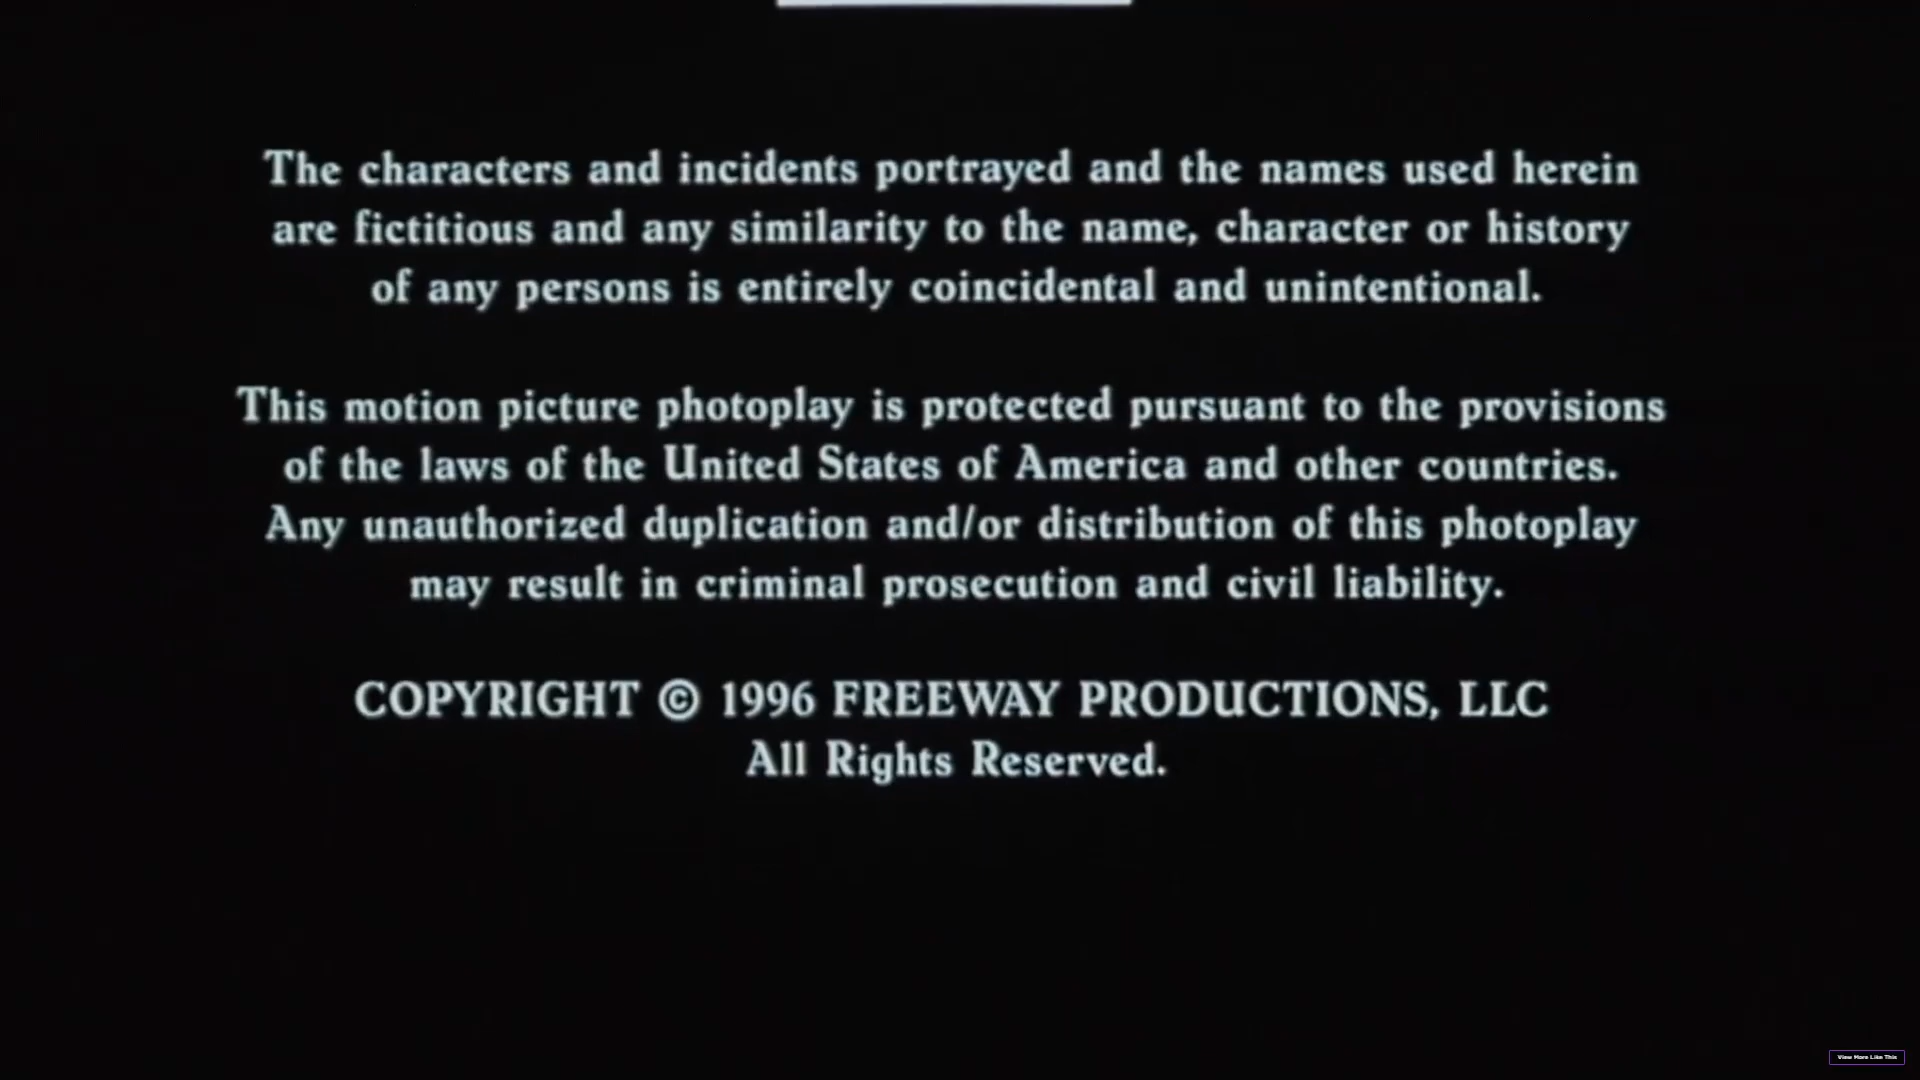 The characters and incidents portrayed and the names used herein
are fictitious and any similarity to the name, character or history
of any persons is entirely coincidental and unintentional.
This motion picture photoplay is protected pursuant to the provisions
of the laws of the United States of America and other countries.
Any unauthorized duplication and/or distribution of this photoplay
may result in criminal prosecution and civil liability.
COPYRIGHT © 1996 FREEWAY PRODUCTIONS, LLC
All Rights Reserved.
View More Like This